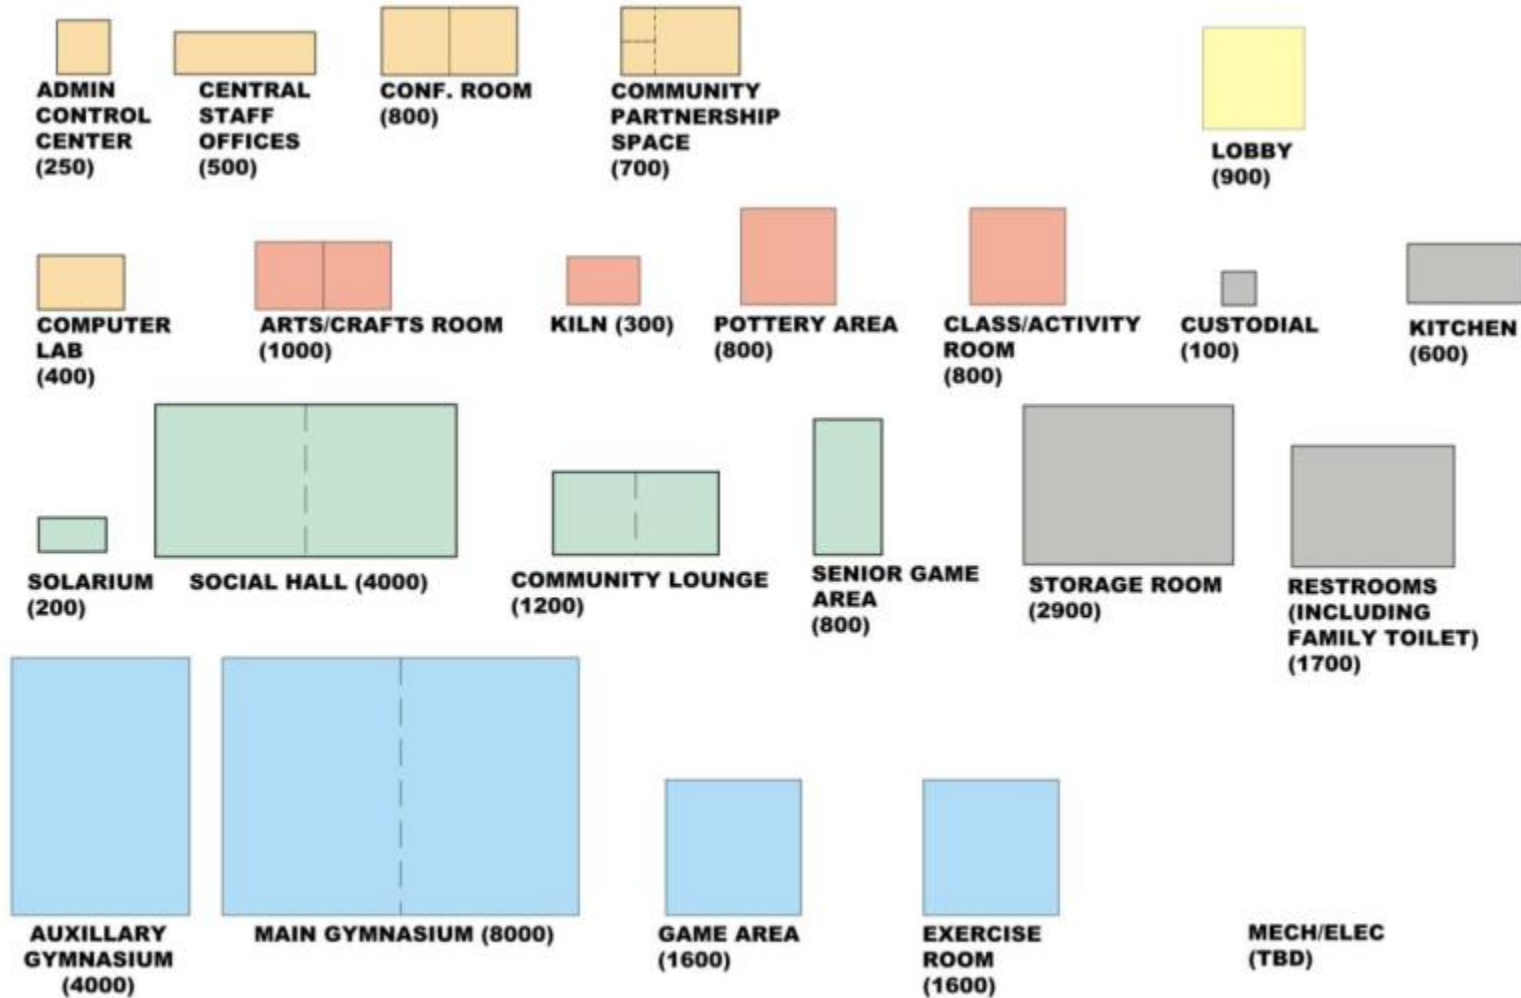 ADMIN
CONTROL
CENTER
(250)
CENTRAL
STAFF
OFFICES
(500)
CONF. ROOM
(800)
COMMUNITY
PARTNERSHIP
SPACE
(700)
LOBBY
(900)
COMPUTER
LAB
(400)
ARTS/CRAFTS ROOM
(1000)
KILN (300)
POTTERY AREA
(800)
CLASS/ACTIVITY
ROOM
(800)
CUSTODIAL
(100)
KITCHEN
(600)
SOLARIUM
(200)
SOCIAL HALL (4000)
COMMUNITY LOUNGE
(1200)
SENIOR GAME
AREA
(800)
STORAGE ROOM
(2900)
RESTROOMS
(INCLUDING
FAMILY TOILET)
(1700)
AUXILLARY
GYMNASIUM
(4000)
MAIN GYMNASIUM (8000)
GAME AREA
(1600)
EXERCISE
ROOM
(1600)
MECH/ELEC
(TBD)